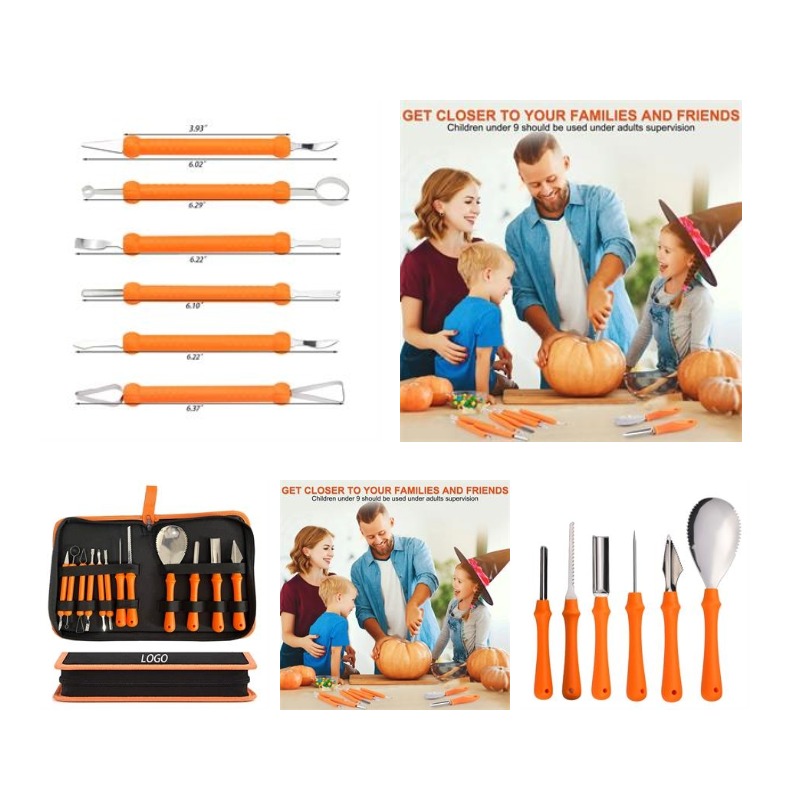 3.93"
6.02"
6.29"
6.22"
6.10"
6.22"
6.37"
GET CLOSER TO YOUR FAMILIES AND FRIENDS
Children under 9 should be used under adults supervision
LOGO
GET CLOSER TO YOUR FAMILIES AND FRIENDS
Children under 9 should be used under adults supervision